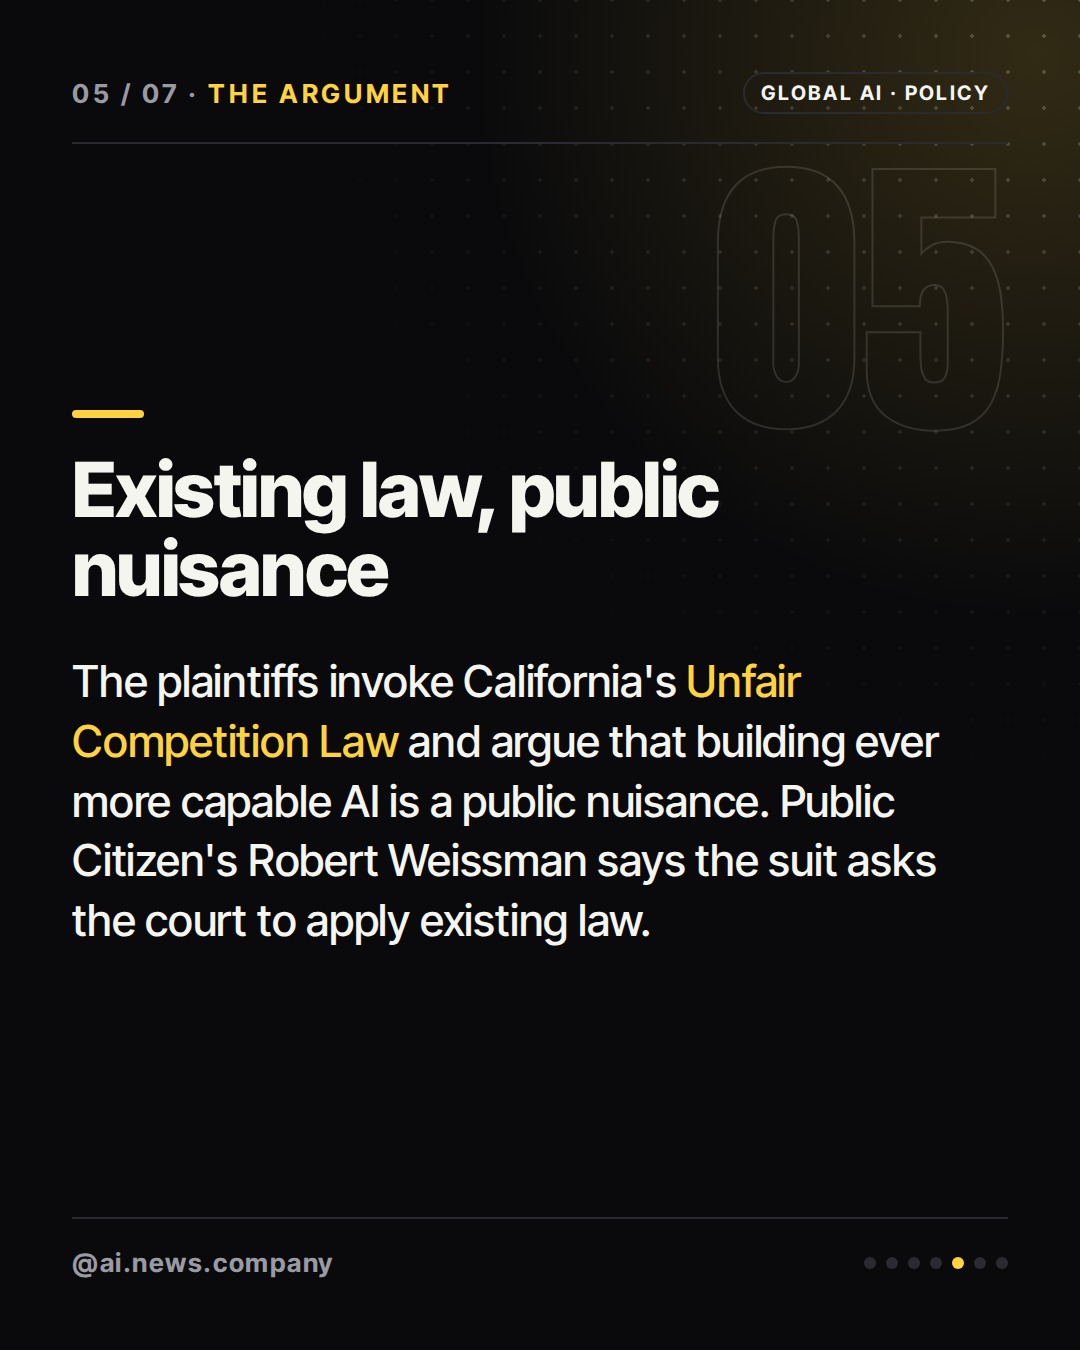 05 / 07 · THE ARGUMENT
GLOBAL AI · POLICY
05
Existing law, public
nuisance
The plaintiffs invoke California's Unfair
Competition Law and argue that building ever
more capable AI is a public nuisance. Public
Citizen's Robert Weissman says the suit asks
the court to apply existing law.
@ai.news.company